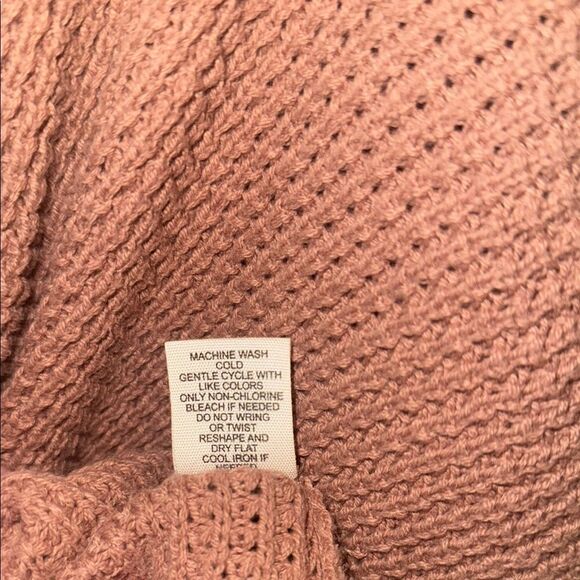 MACHINE WASH
COLD
GENTLE CYCLE WITH
LIKE COLORS
ONLY NON-CHLORINE
BLEACH IF NEEDED
DO NOT WRING
OR TWIST
RESHAPE AND
DRY FLAT
COOL IRON IF
NEEDED